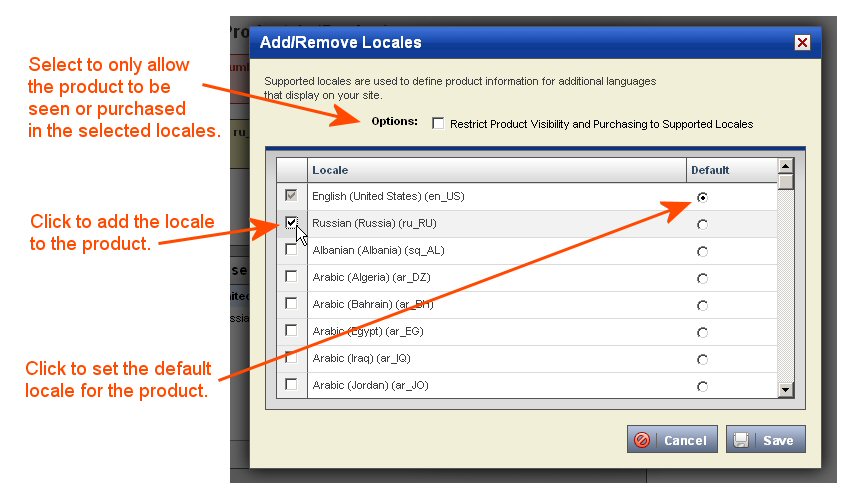 Add/Remove Locales
Select to only allow
the product to be
seen or purchased
in the selected locales.
Supported locales are used to define product information for additional languages
that display on your site.
Options: Restrict Product Visibility and Purchasing to Supported Locales
Locale Default
English (United States) (en_US)
Click to add the locale
to the product.
Russian (Russia) (ru_RU)
Albanian (Albania) (sq_AL)
Arabic (Algeria) (ar_DZ)
Arabic (Bahrain) (ar_BH)
Arabic (Egypt) (ar_EG)
Arabic (Iraq) (ar_IQ)
Arabic (Jordan) (ar_JO)
Click to set the default
locale for the product.
Cancel Save